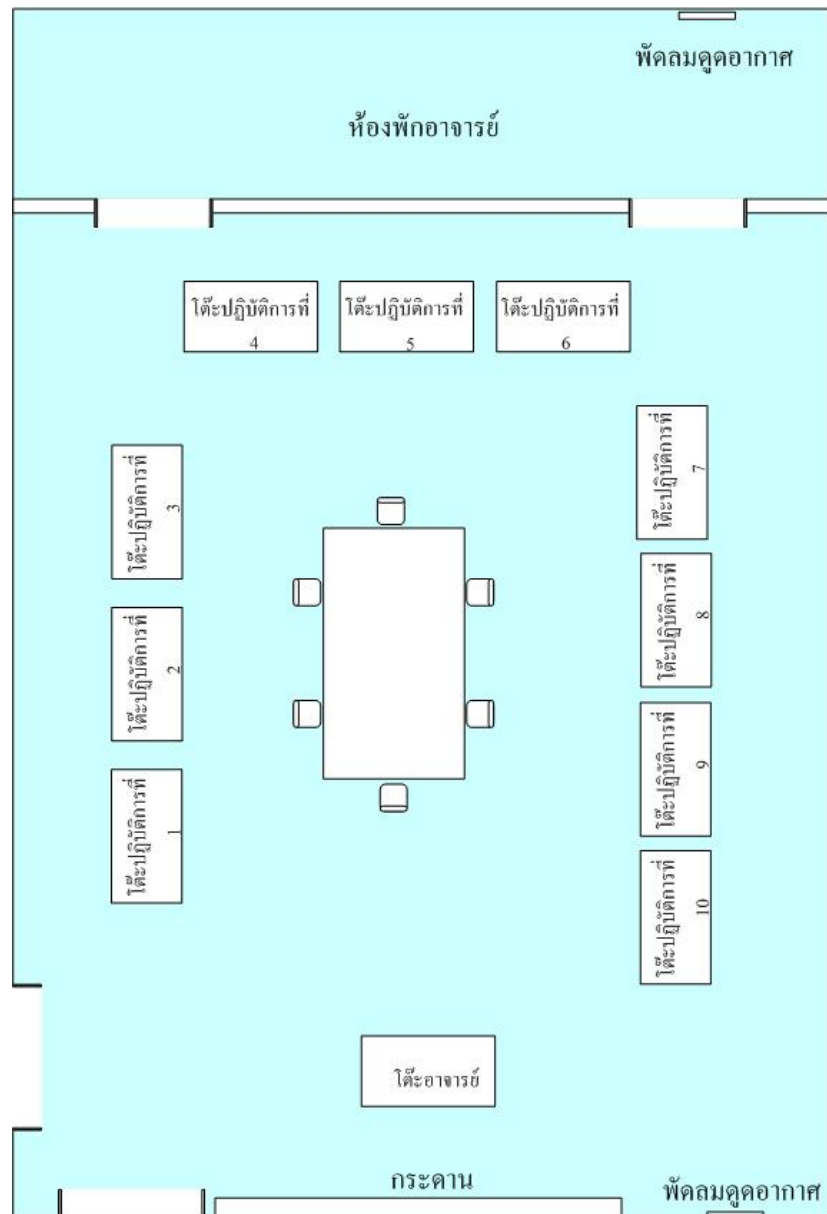 พัดลมดูดอากาศ
ห้องพักอาจารย์
โต๊ะปฏิบัติการที่
4
โต๊ะปฏิบัติการที่
5
โต๊ะปฏิบัติการที่
6
โต๊ะปฏิบัติการที่
3
โต๊ะปฏิบัติการที่
2
โต๊ะปฏิบัติการที่
1
โต๊ะปฏิบัติการที่
7
โต๊ะปฏิบัติการที่
8
โต๊ะปฏิบัติการที่
9
โต๊ะปฏิบัติการที่
10
โต๊ะอาจารย์
กระดาน
พัดลมดูดอากาศ